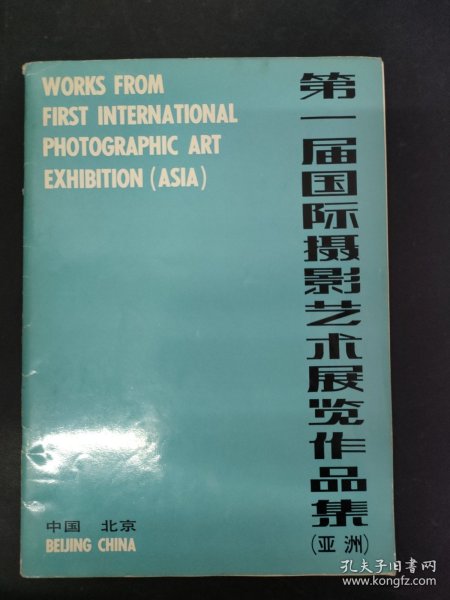 WORKS FROM
FIRST INTERNATIONAL
PHOTOGRAPHIC ART
EXHIBITION (ASIA)
第一届国际摄影艺术展览作品集
(亚洲)
中国 北京
BEIJING CHINA
孔夫子旧书网
www.kongfz.com